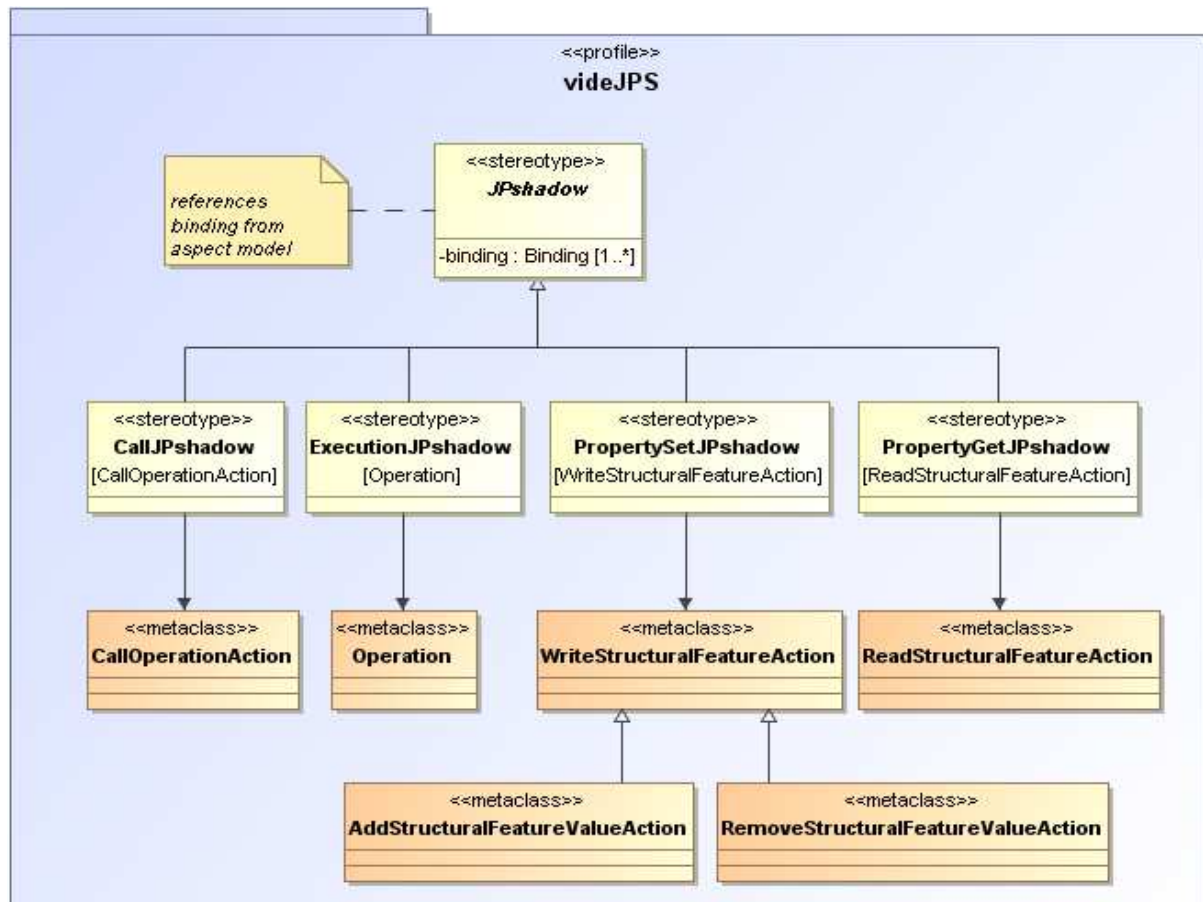 <<profile>>
videJPS
<<stereotype>>
JPshadow
references
binding from
aspect model
-binding : Binding [1..*]
<<stereotype>>
CallJPshadow
[CallOperationAction]
<<stereotype>>
ExecutionJPshadow
[Operation]
<<stereotype>>
PropertySetJPshadow
[WriteStructuralFeatureAction]
<<stereotype>>
PropertyGetJPshadow
[ReadStructuralFeatureAction]
<<metaclass>>
CallOperationAction
<<metaclass>>
Operation
<<metaclass>>
WriteStructuralFeatureAction
<<metaclass>>
ReadStructuralFeatureAction
<<metaclass>>
AddStructuralFeatureValueAction
<<metaclass>>
RemoveStructuralFeatureValueAction